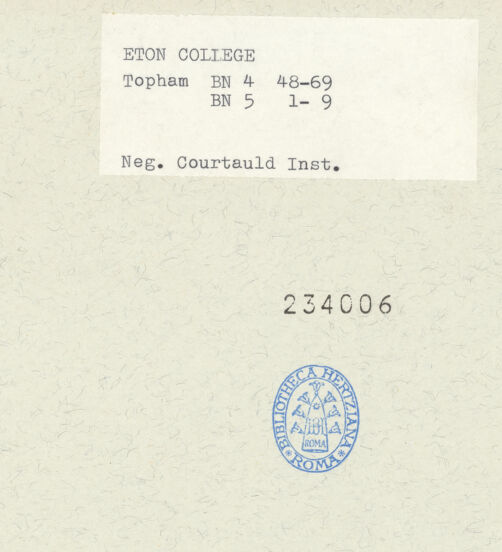 ETON COLLEGE
Topham BN 4 48-69
BN 5 1- 9
Neg. Courtauld Inst.
234006
BIBLIOTHECA HERTZIANA
ROMA
*ROMA*